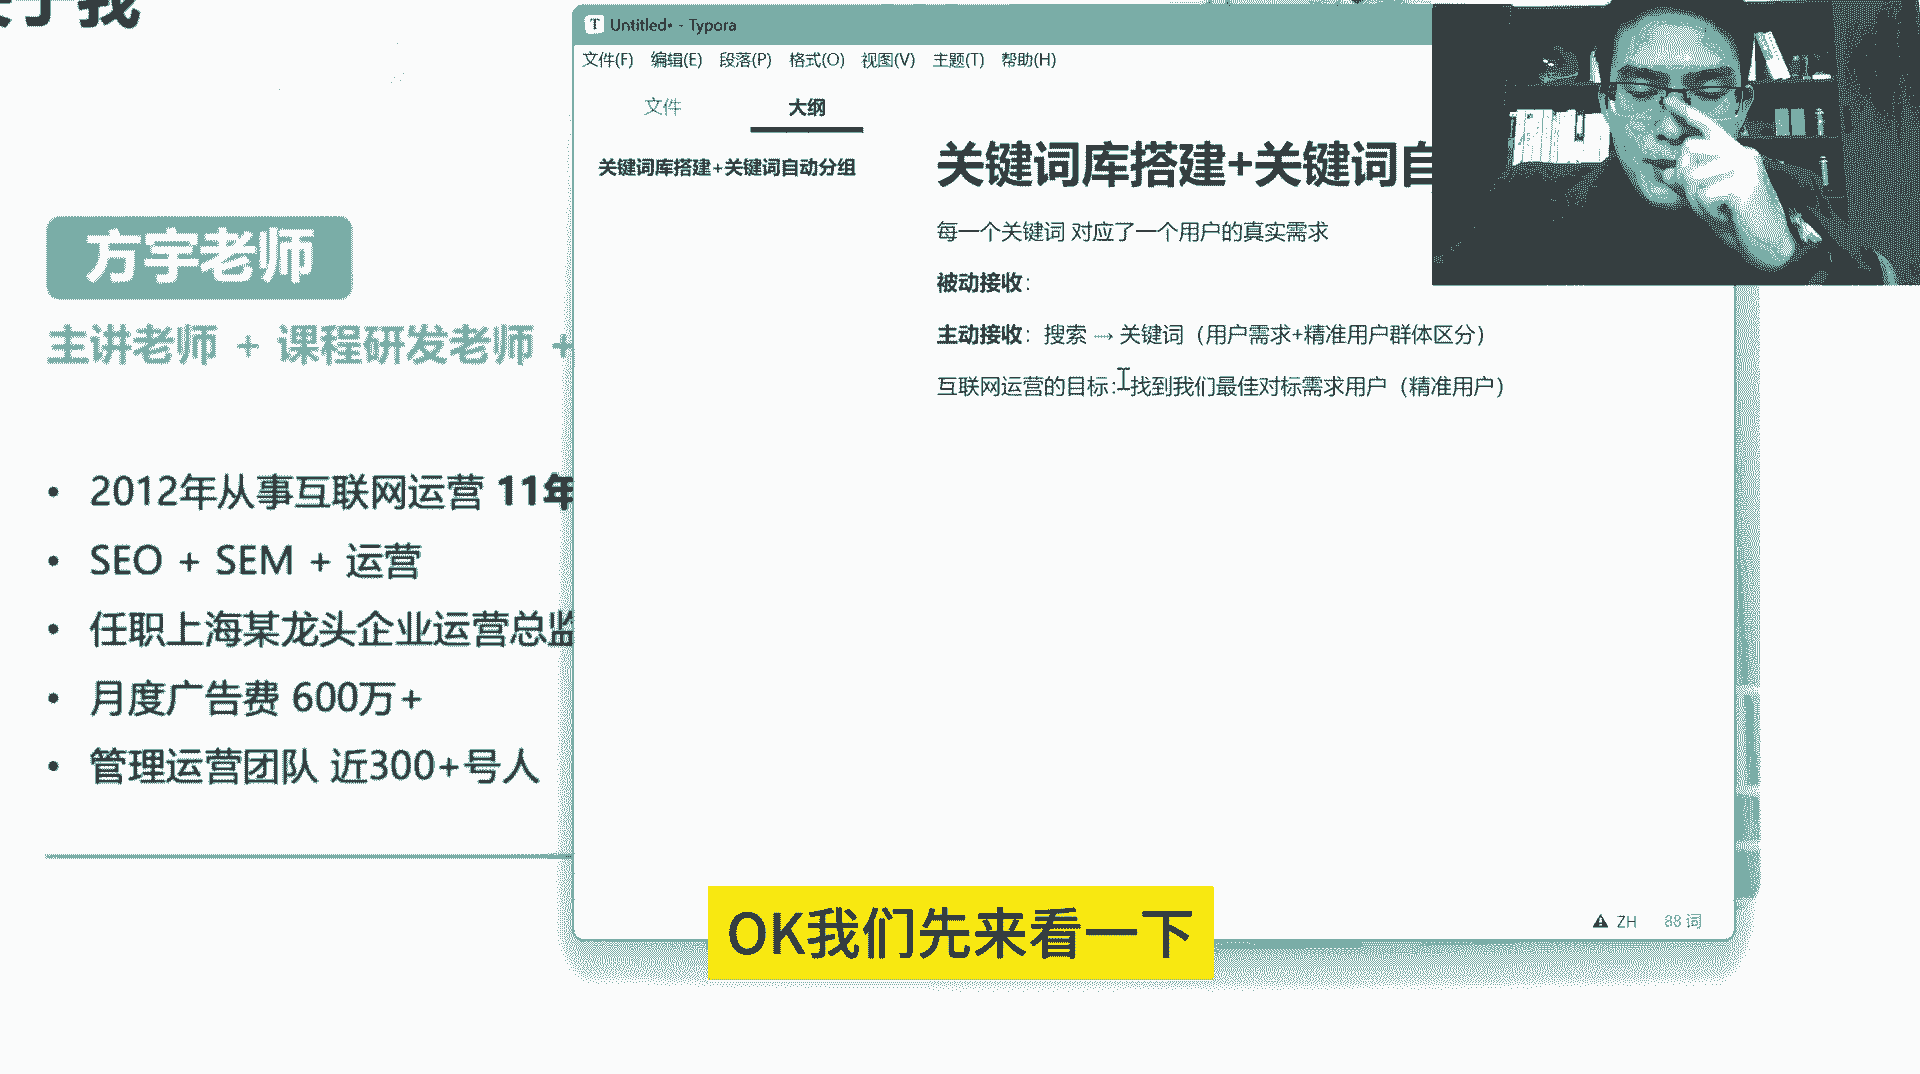 关于我
方宇老师
主讲老师 + 课程研发老师 +
• 2012年从事互联网运营 11年
• SEO + SEM + 运营
• 任职上海某龙头企业运营总监
• 月度广告费 600万+
• 管理运营团队 近300+号人
T Untitled• - Typora
文件(F) 编辑(E) 段落(P) 格式(O) 视图(V) 主题(T) 帮助(H)
文件 大纲
关键词库搭建+关键词自动分组
关键词库搭建+关键词自
每一个关键词 对应了一个用户的真实需求
被动接收：
主动接收：搜索 → 关键词（用户需求+精准用户群体区分）
互联网运营的目标：找到我们最佳对标需求用户（精准用户）
ZH 88 词
OK我们先来看一下